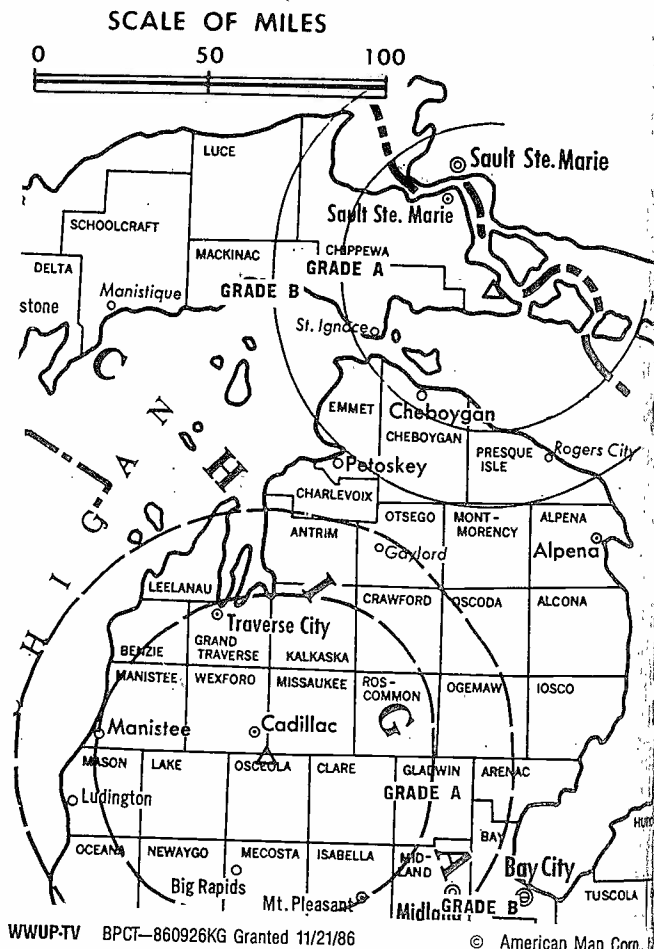 SCALE OF MILES
0 50 100
LUCE
Sault Ste. Marie
Sault Ste. Marie
SCHOOLCRAFT
MACKINAC
CHIPPEWA
DELTA
GRADE A
GRADE B
Manistique
stone
St. Ignace
EMMET
Cheboygan
CHEBOYGAN
PRESQUE
ISLE
Rogers City
Petoskey
CHARLEVOIX
ANTRIM
OTSEGO
MONT-
MORENCY
ALPENA
Gaylord
Alpena
LEELANAU
CRAWFORD
OSCODA
ALCONA
Traverse City
BENZIE
GRAND
TRAVERSE
KALKASKA
MANISTEE
WEXFORD
MISSAUKEE
ROS-
COMMON
OGEMAW
IOSCO
Manistee
Cadillac
MASON
LAKE
OSCEOLA
CLARE
GLADWIN
ARENAC
GRADE A
Ludington
OCEANA
NEWAYGO
MECOSTA
ISABELLA
MID-
LAND
BAY
HU
Big Rapids
Bay City
TUSCOLA
Mt. Pleasant
Midland
GRADE B
M I C H I G A N
WWUP-TV BPCT-860926KG Granted 11/21/86
© American Map Corp.